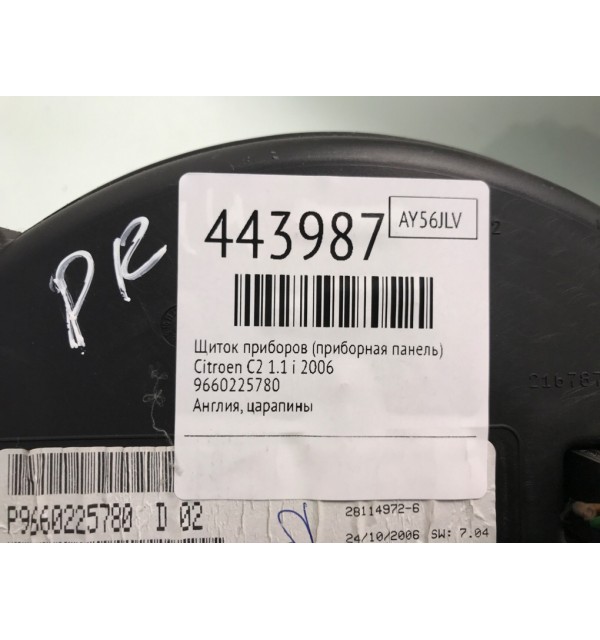 PR
443987
AY56JLV
2
Щиток приборов (приборная панель)
Citroen C2 1.1 i 2006
9660225780
Англия, царапины
P9660225780 D 02
28114972-6
24/10/2006 SW: 7.04